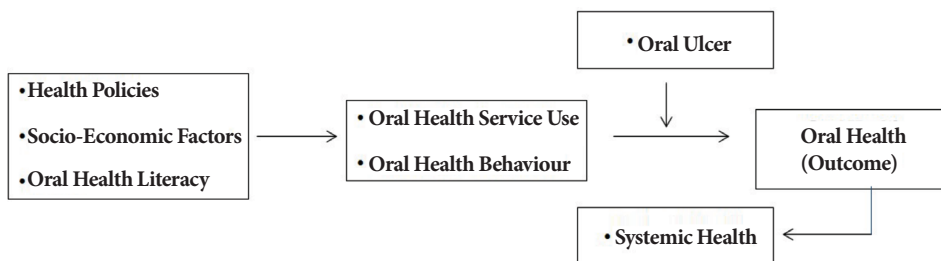 • Oral Ulcer
• Health Policies
• Socio-Economic Factors
• Oral Health Literacy
• Oral Health Service Use
• Oral Health Behaviour
Oral Health
(Outcome)
• Systemic Health